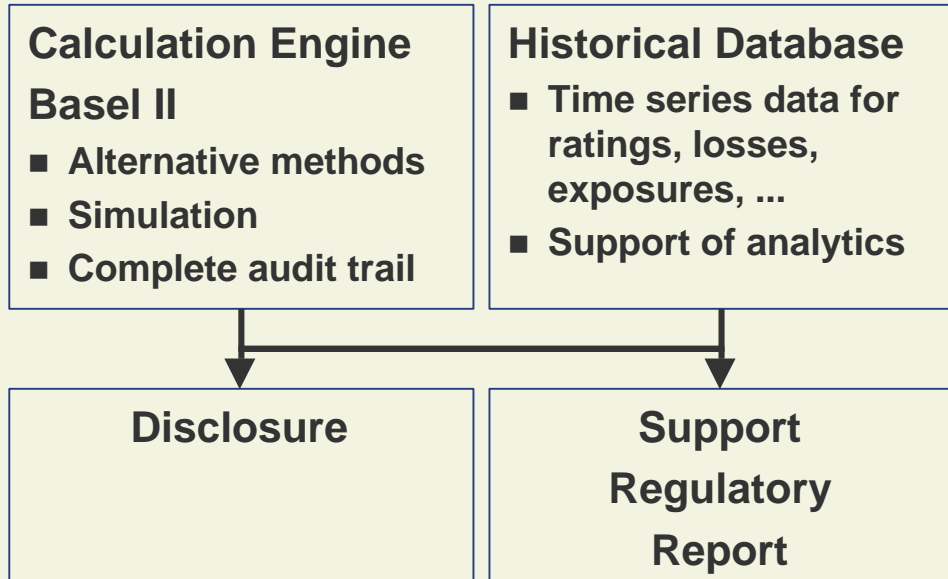 Calculation Engine
Basel II
■ Alternative methods
■ Simulation
■ Complete audit trail
Historical Database
■ Time series data for
ratings, losses,
exposures, ...
■ Support of analytics
Disclosure
Support
Regulatory
Report